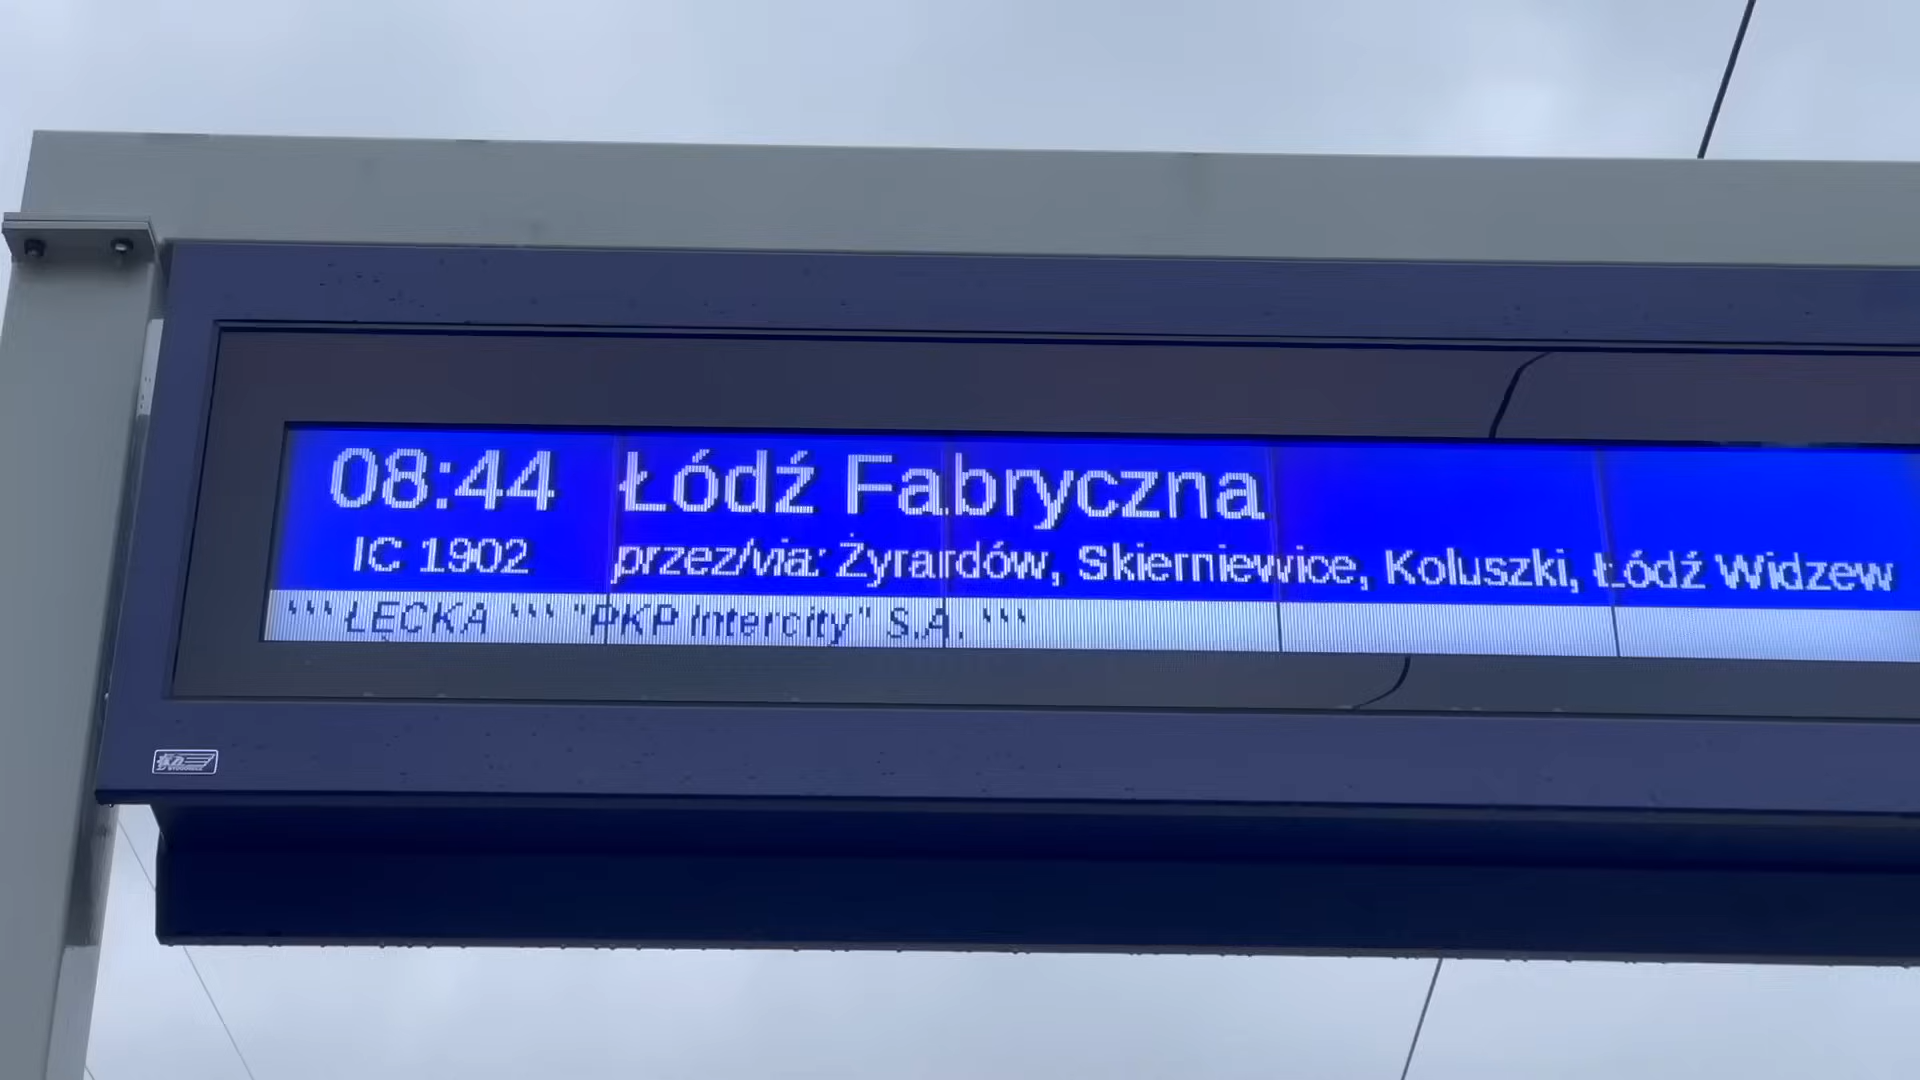 08:44 Łódź Fabryczna
IC 1902 przez/via: Żyrardów, Skierniewice, Koluszki, Łódź Widzew
``` ŁĘCKA ``` "PKP Intercity" S.A. ```